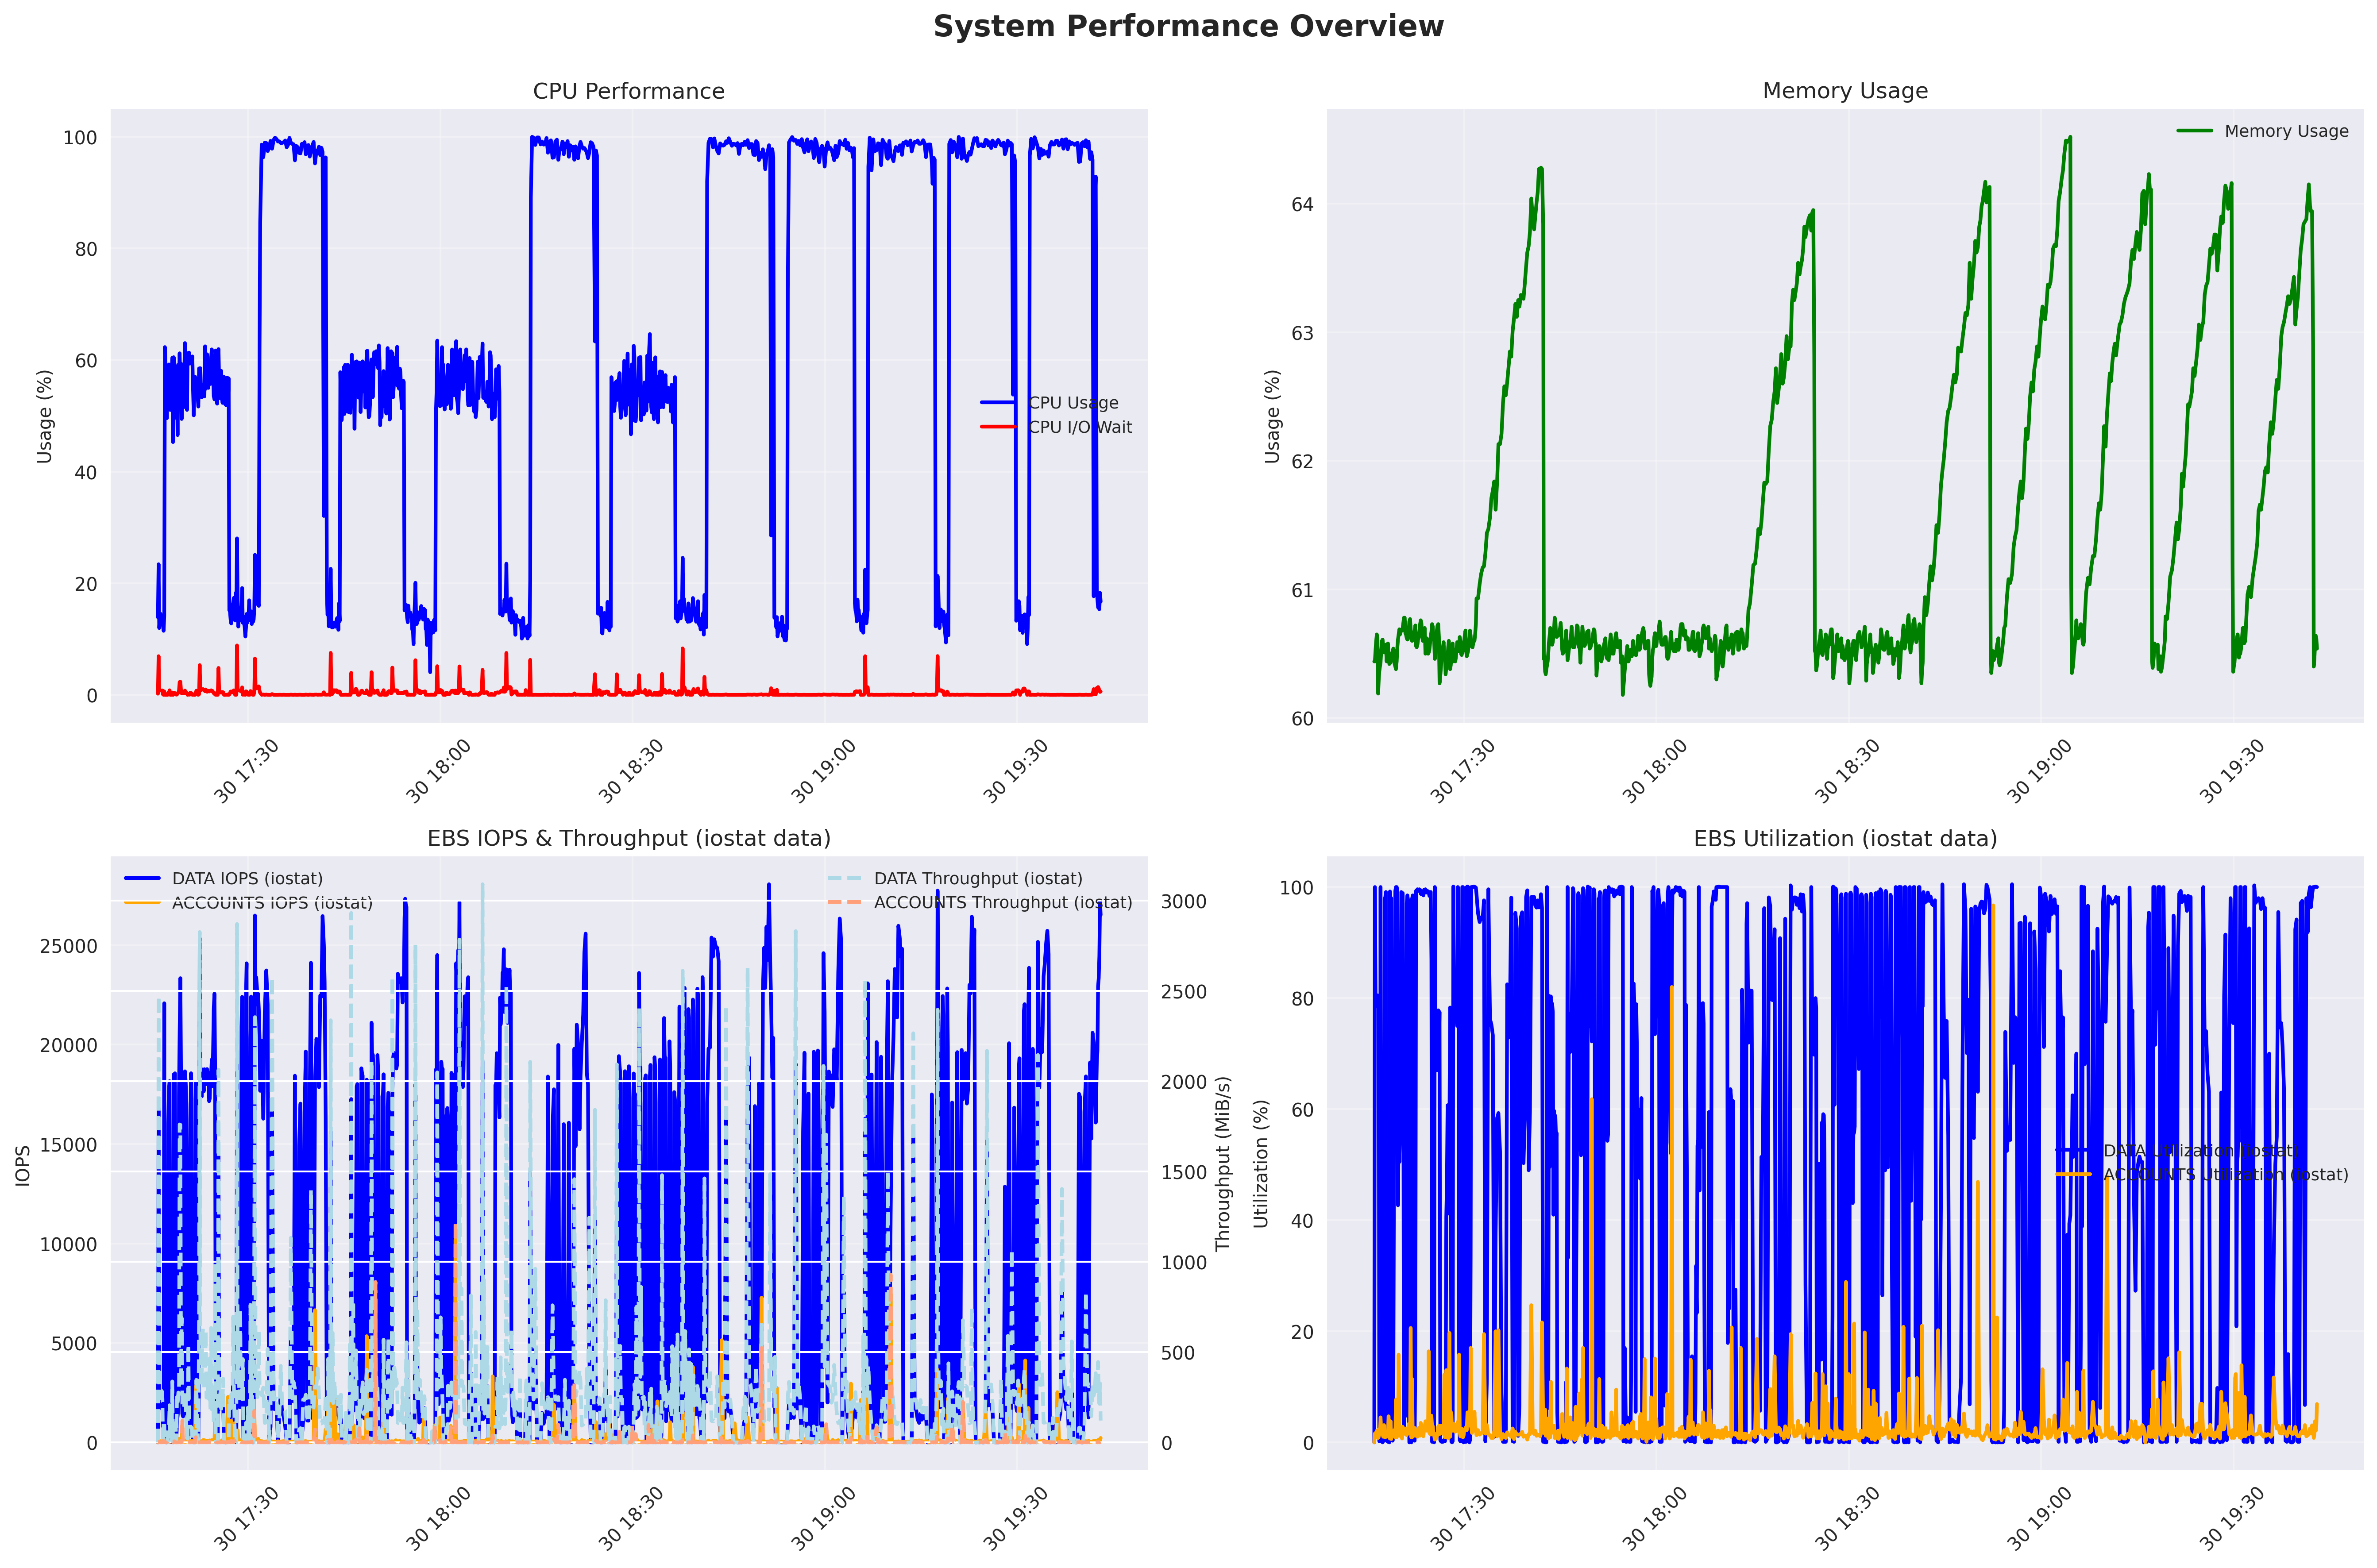 System Performance Overview
CPU Performance
Usage (%)
100
80
60
40
20
0
CPU Usage
CPU I/O Wait
30 17:30
30 18:00
30 18:30
30 19:00
30 19:30
Memory Usage
Usage (%)
64
63
62
61
60
Memory Usage
30 17:30
30 18:00
30 18:30
30 19:00
30 19:30
EBS IOPS & Throughput (iostat data)
IOPS
25000
20000
15000
10000
5000
0
DATA IOPS (iostat)
ACCOUNTS IOPS (iostat)
DATA Throughput (iostat)
ACCOUNTS Throughput (iostat)
3000
2500
2000
1500
1000
500
0
Throughput (MiB/s)
30 17:30
30 18:00
30 18:30
30 19:00
30 19:30
EBS Utilization (iostat data)
Utilization (%)
100
80
60
40
20
0
DATA Utilization (iostat)
ACCOUNTS Utilization (iostat)
30 17:30
30 18:00
30 18:30
30 19:00
30 19:30